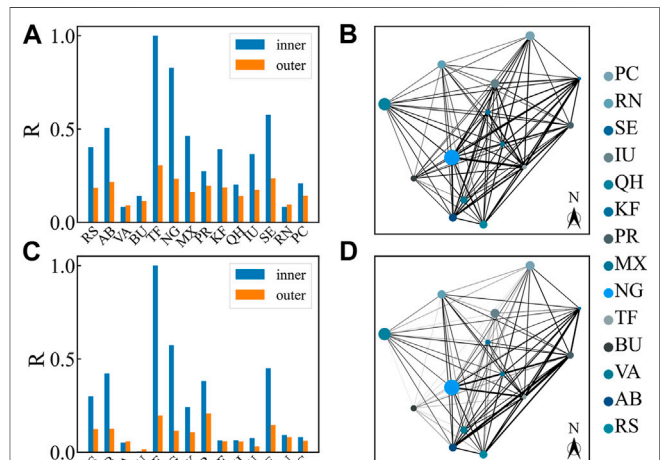 A
B
1.0
0.5
0.0
R
inner
outer
RS AB VA BU TF NG MX PR KF QH IU SE RN PC
N
PC
RN
SE
IU
QH
KF
PR
MX
NG
TF
BU
VA
AB
RS
C
D
1.0
0.5
0.0
R
inner
outer
N